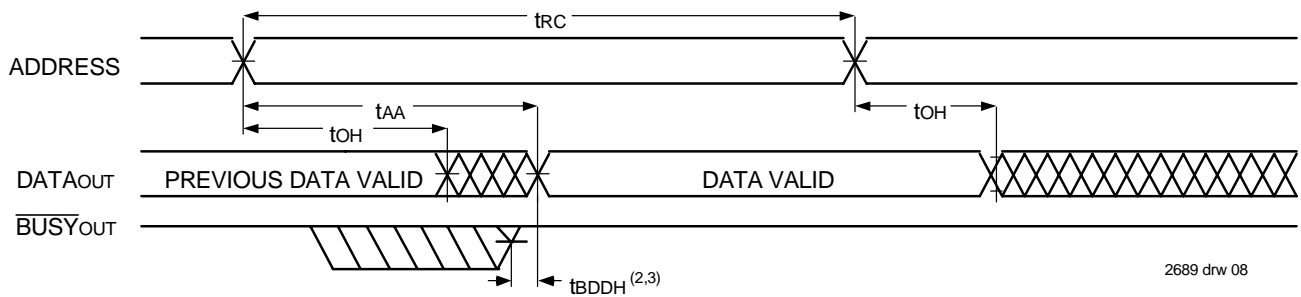 tRC
ADDRESS
tAA
tOH
tOH
DATAOUT
PREVIOUS DATA VALID
DATA VALID
BUSYOUT
tBDDH (2,3)
2689 drw 08